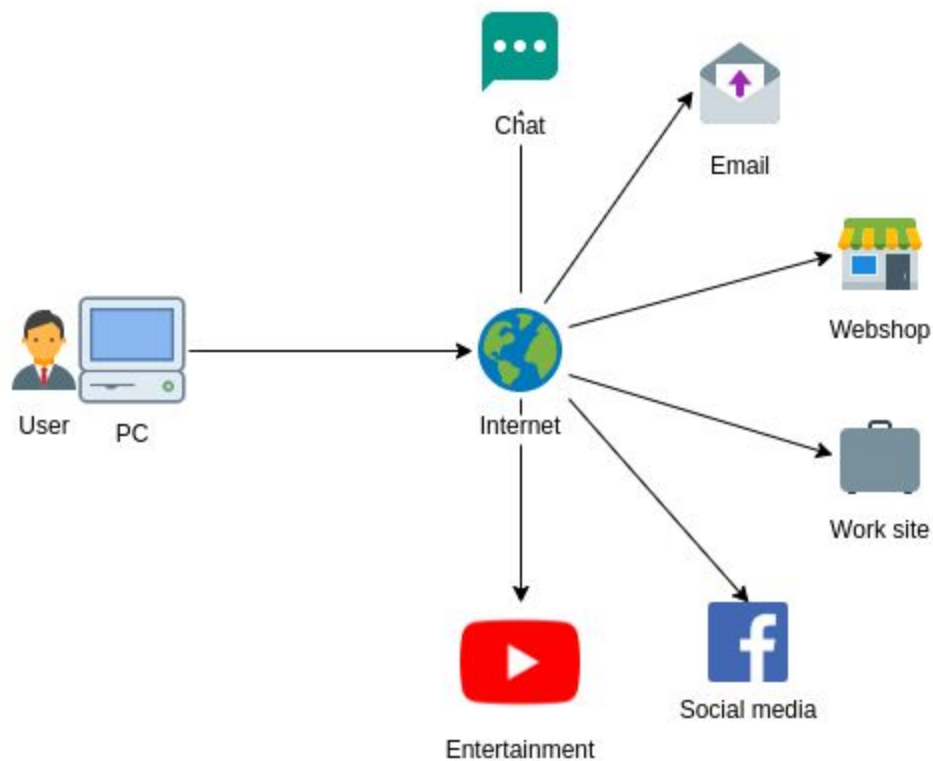 Chat
Email
Webshop
User
PC
Internet
Work site
f
Social media
Entertainment